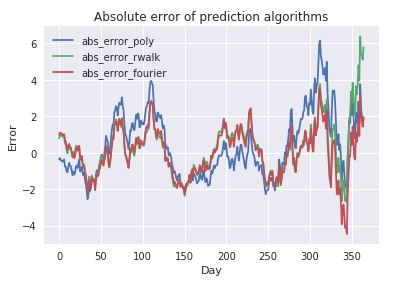 Absolute error of prediction algorithms
abs_error_poly
abs_error_rwalk
abs_error_fourier
Error
6
4
2
0
−2
−4
0 50 100 150 200 250 300 350
Day